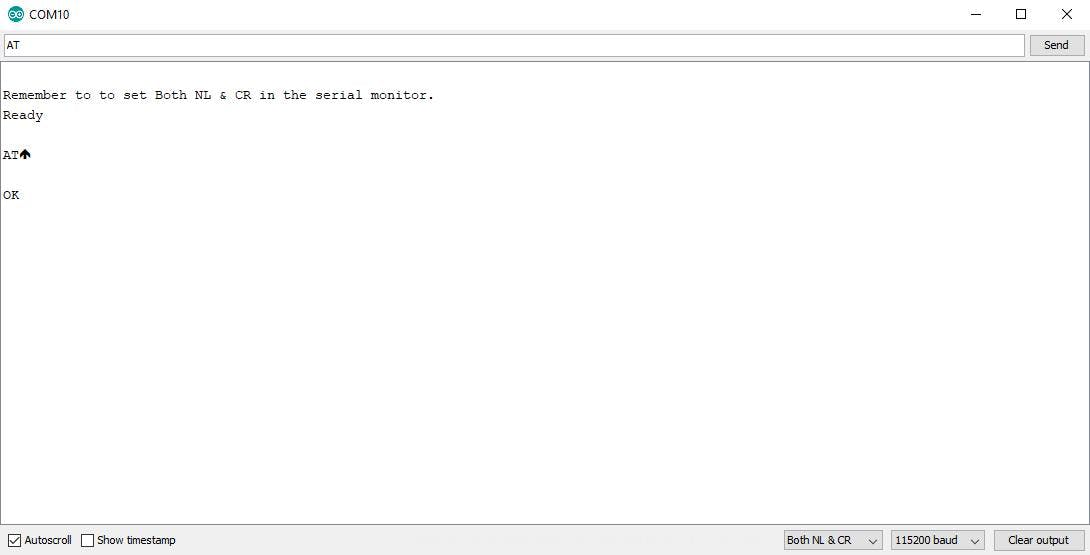 COM10
AT
Send
Remember to to set Both NL & CR in the serial monitor.
Ready
AT🡹
OK
Autoscroll
Show timestamp
Both NL & CR
115200 baud
Clear output